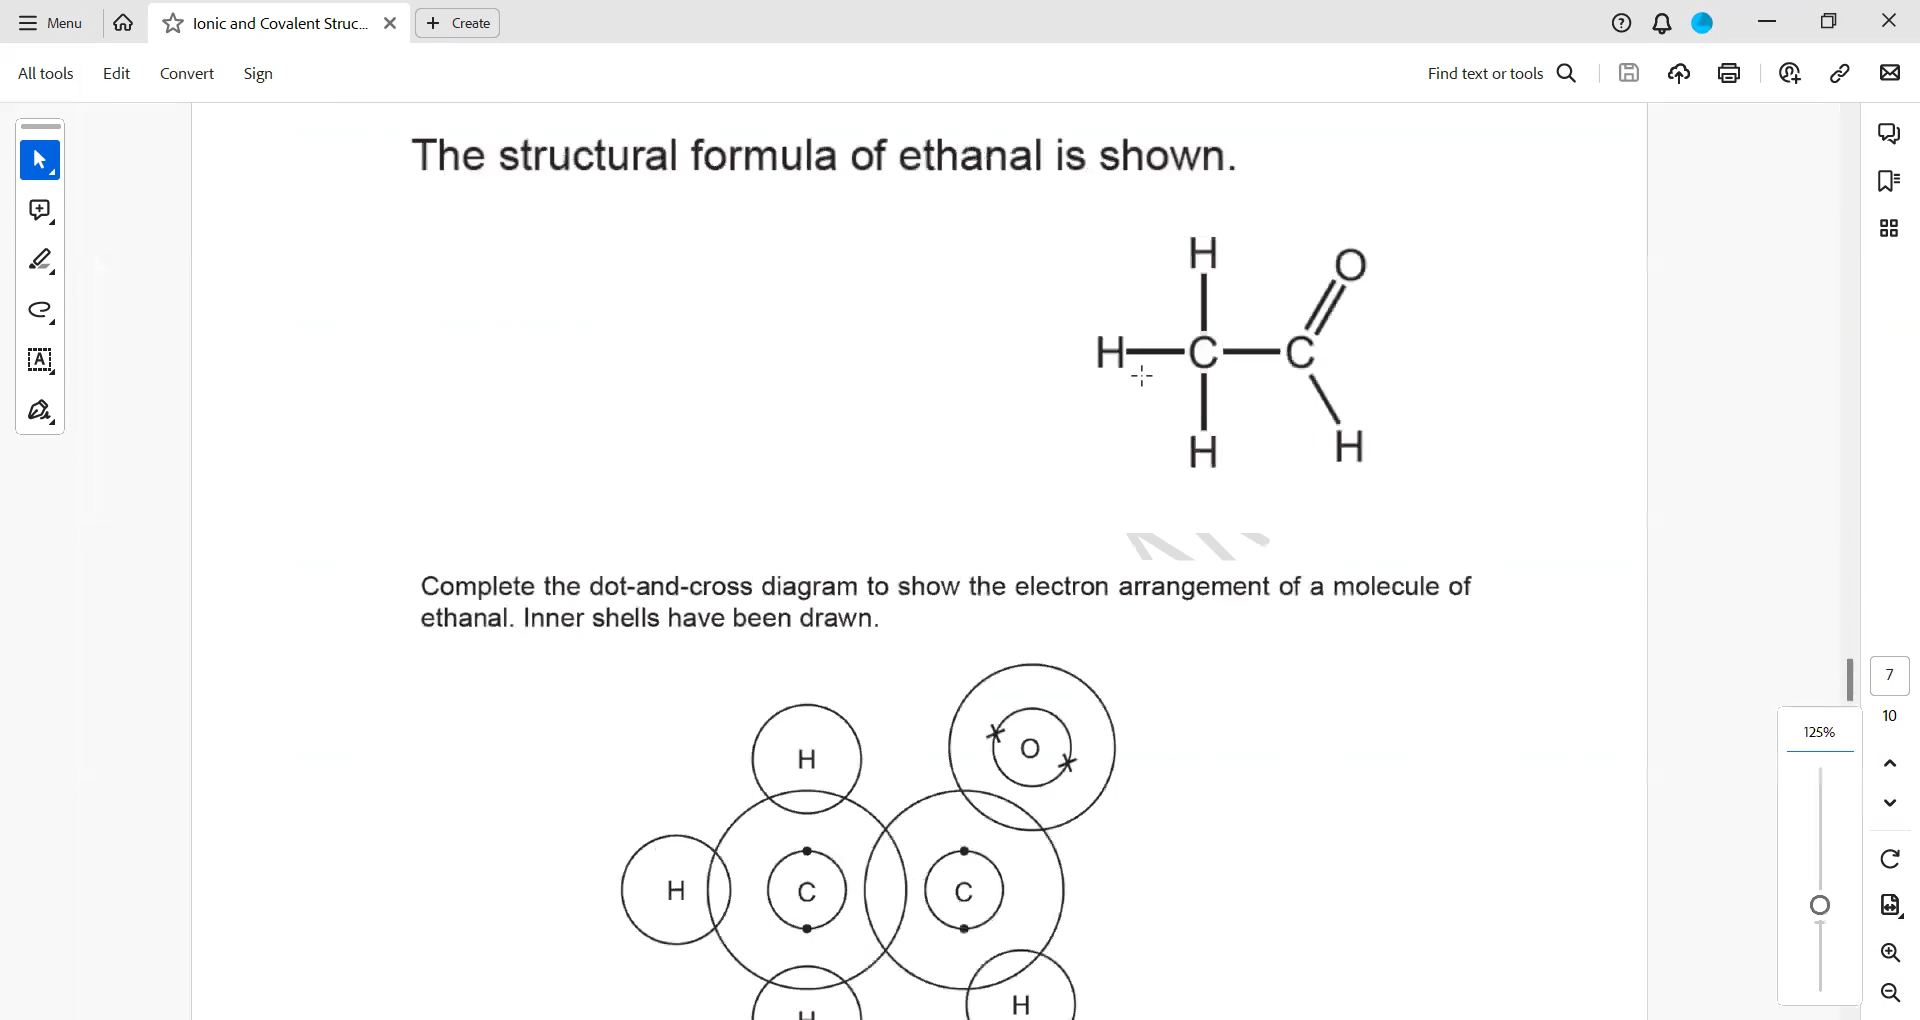 Menu
Ionic and Covalent Struc...
Create
All tools
Edit
Convert
Sign
Find text or tools
The structural formula of ethanal is shown.
H
O
H C C
H
H
Complete the dot-and-cross diagram to show the electron arrangement of a molecule of
ethanal. Inner shells have been drawn.
H
O
H
C
C
H
H
7
10
125%